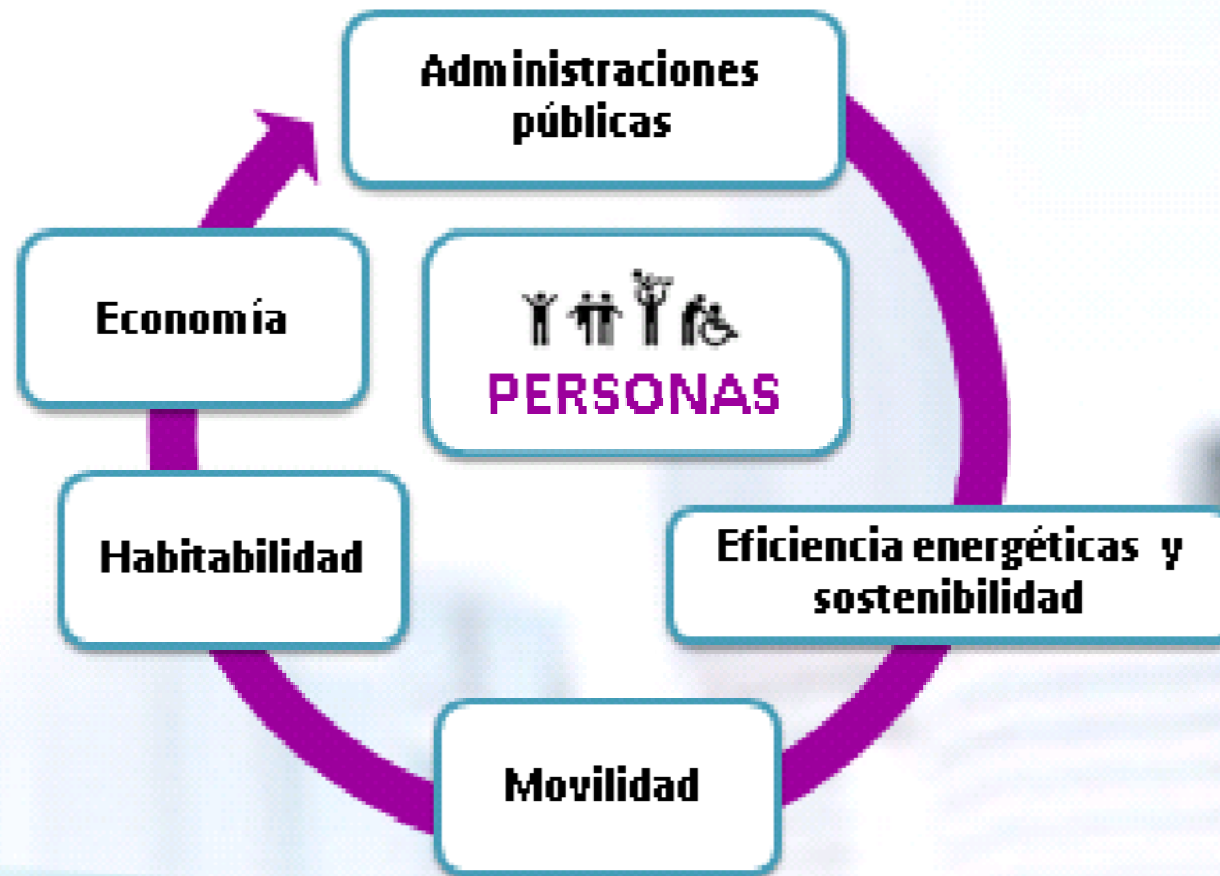 Administraciones
públicas
Economía
PERSONAS
Habitabilidad
Eficiencia energéticas y
sostenibilidad
Movilidad